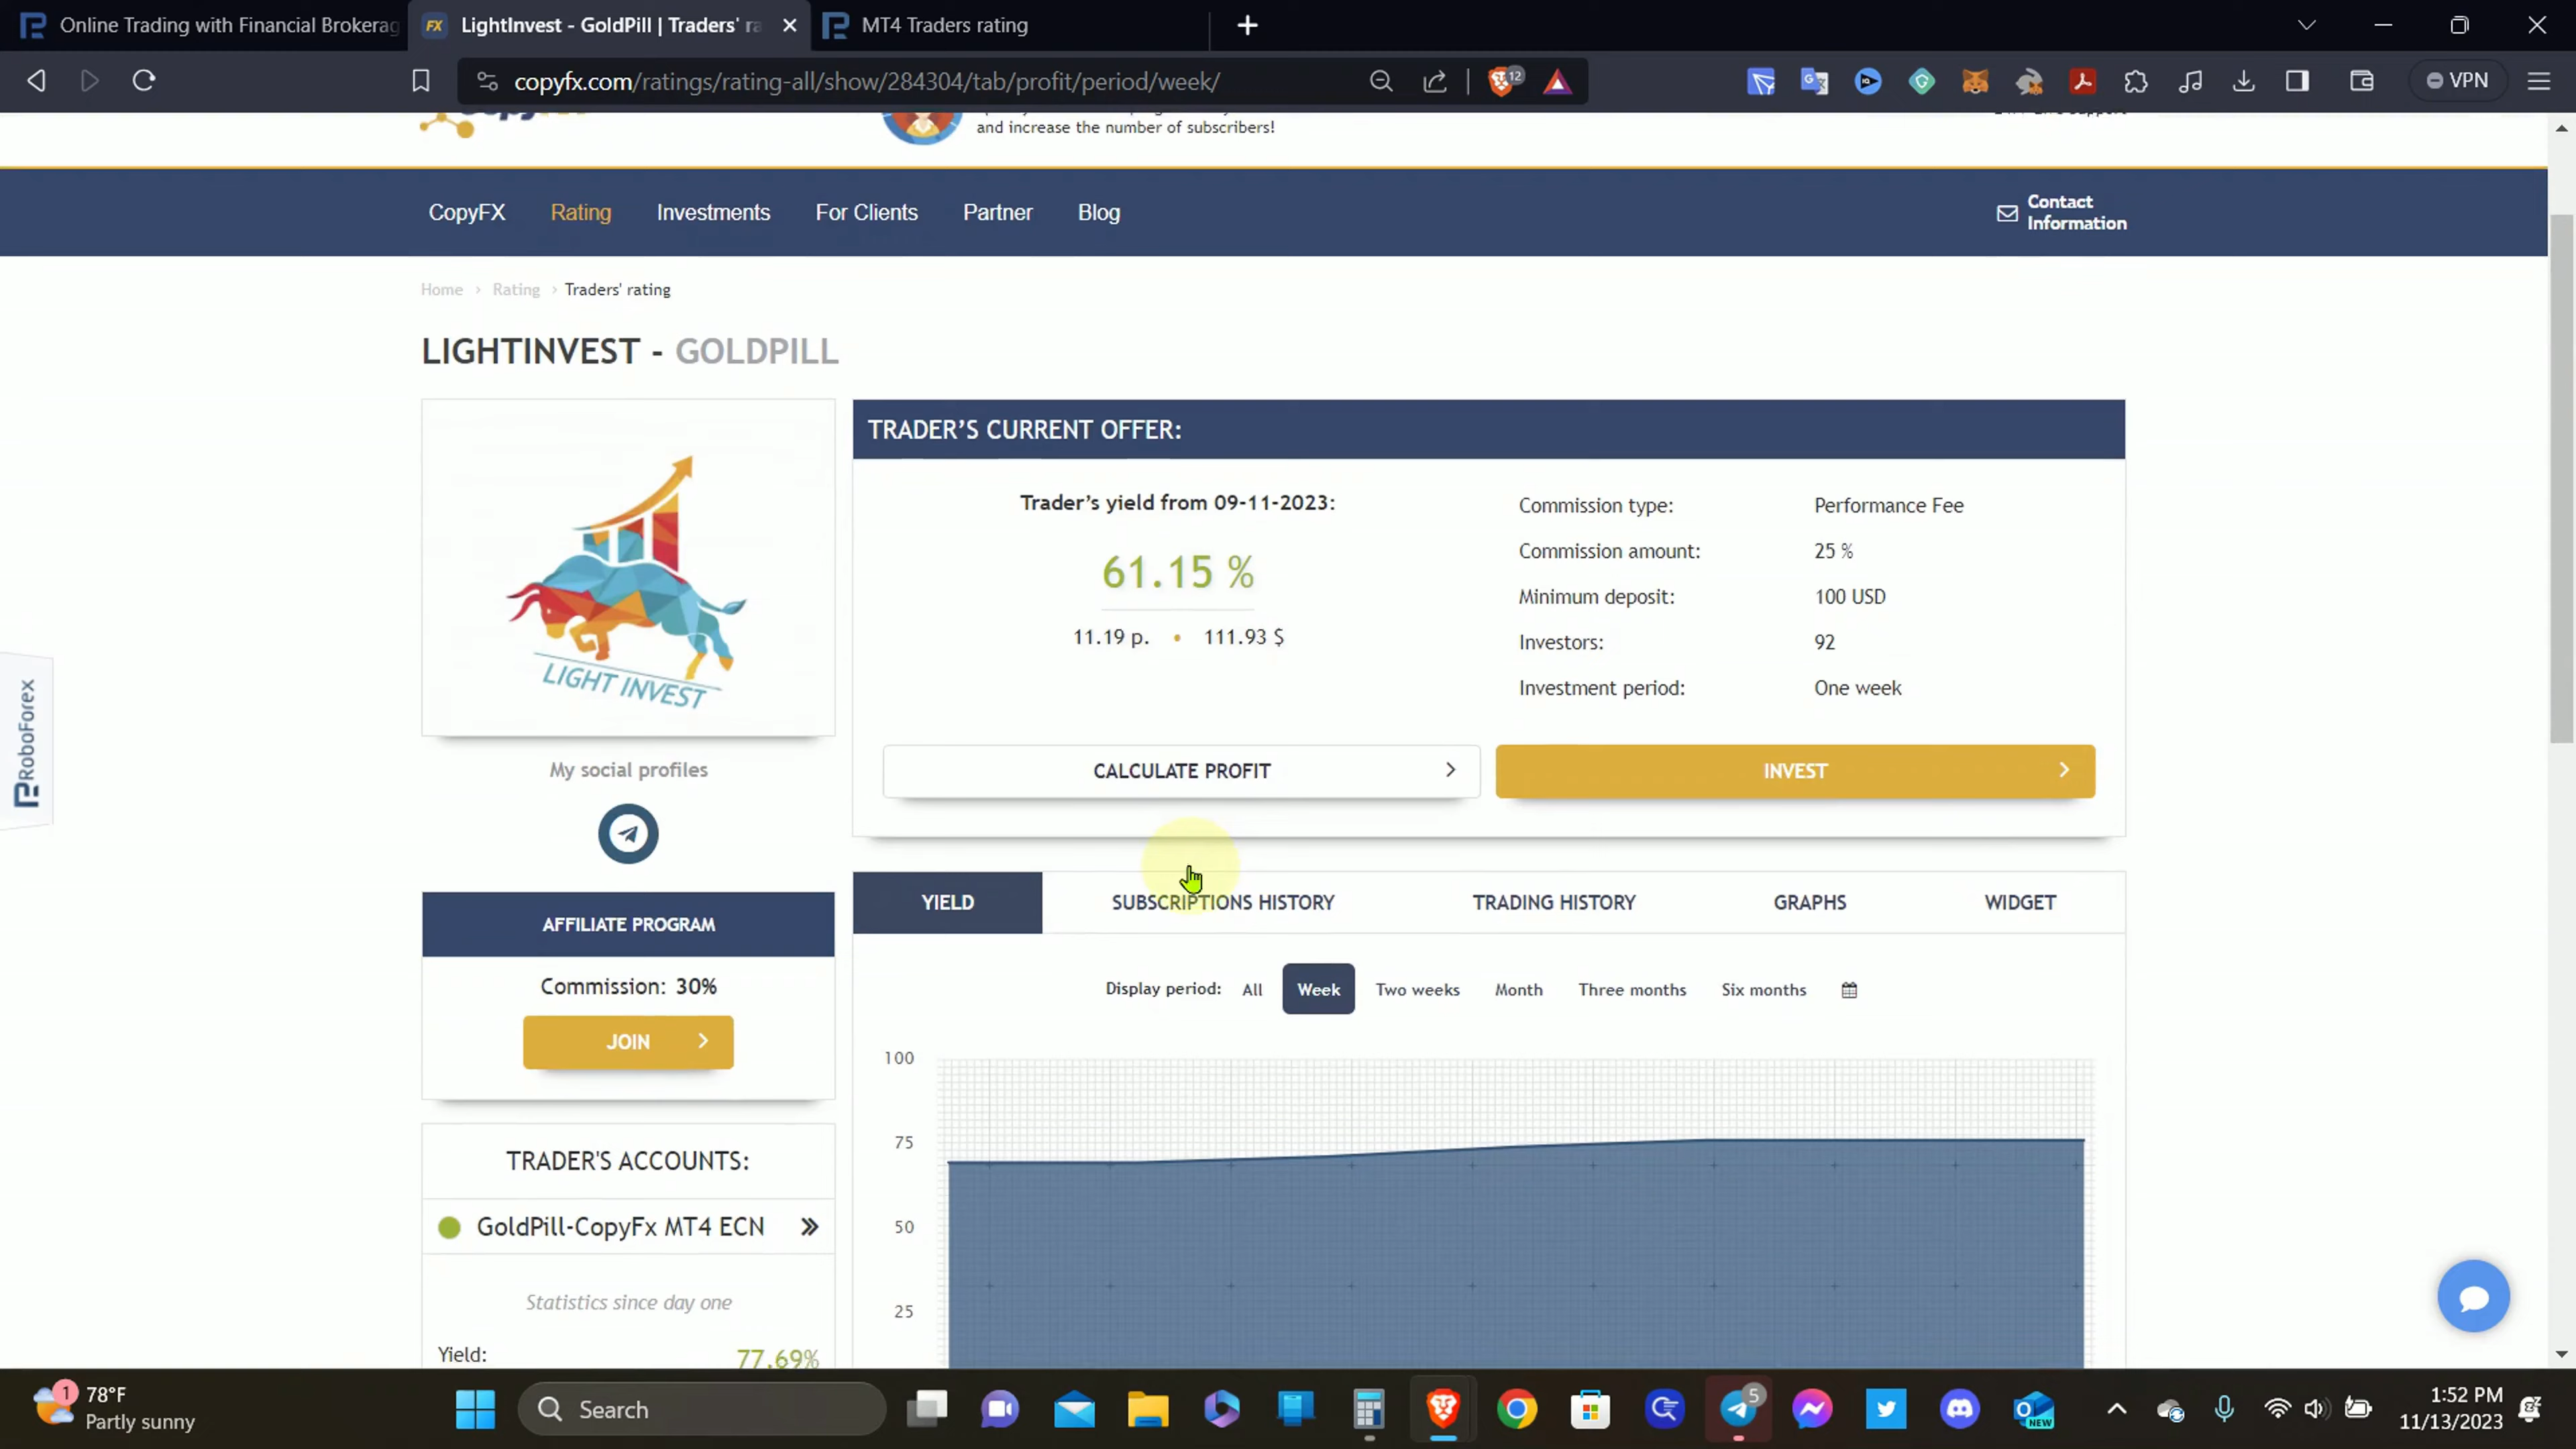 Online Trading with Financial Brokerag
FX LightInvest - GoldPill | Traders' ra
MT4 Traders rating
copyfx.com/ratings/rating-all/show/284304/tab/profit/period/week/
12
VPN
and increase the number of subscribers!
CopyFX
Rating
Investments
For Clients
Partner
Blog
Contact
Information
Home
Rating
Traders' rating
LIGHTINVEST - GOLDPILL
LIGHT INVEST
TRADER'S CURRENT OFFER:
Trader's yield from 09-11-2023:
61.15 %
11.19 p. • 111.93 $
Commission type: Performance Fee
Commission amount: 25 %
Minimum deposit: 100 USD
Investors: 92
Investment period: One week
CALCULATE PROFIT
INVEST
RoboForex
My social profiles
AFFILIATE PROGRAM
Commission: 30%
JOIN
TRADER'S ACCOUNTS:
GoldPill-CopyFx MT4 ECN
Statistics since day one
Yield: 77.69%
YIELD
SUBSCRIPTIONS HISTORY
TRADING HISTORY
GRAPHS
WIDGET
Display period: All Week Two weeks Month Three months Six months
100
75
50
25
1
78°F
Partly sunny
Search
5
NEW
1:52 PM
11/13/2023